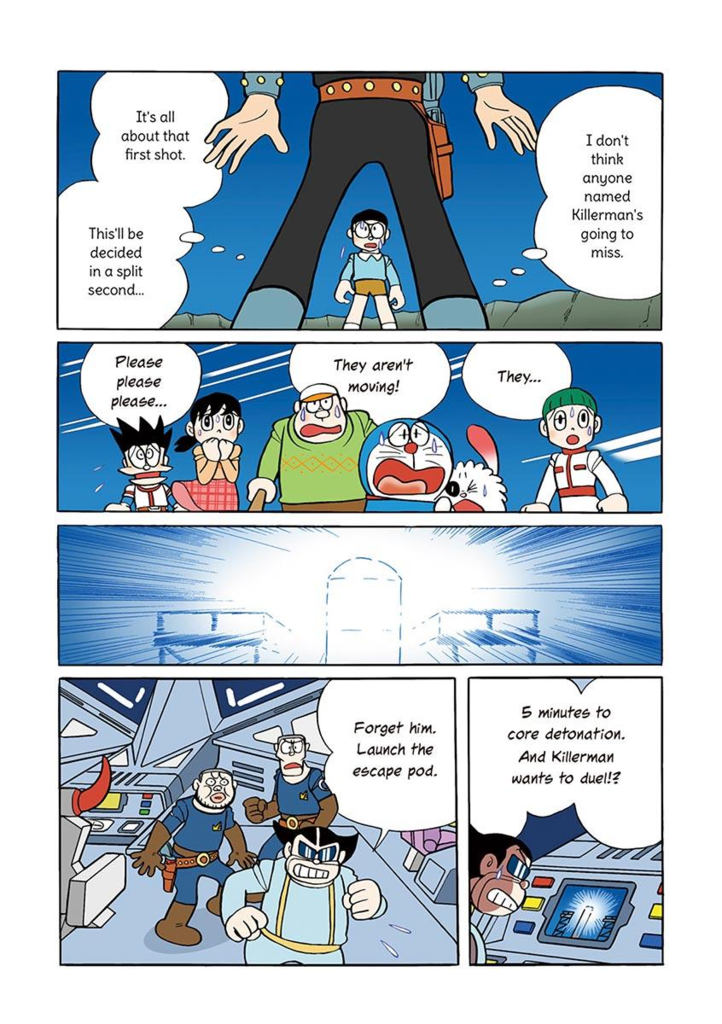 I don't
think
anyone
named
Killerman's
going to
miss.
It's all
about that
first shot.
This'll be
decided
in a split
second...
They...
They aren't
moving!
Please
please
please...
5 minutes to
core detonation.
And Killerman
wants to duel!?
Forget him.
Launch the
escape pod.